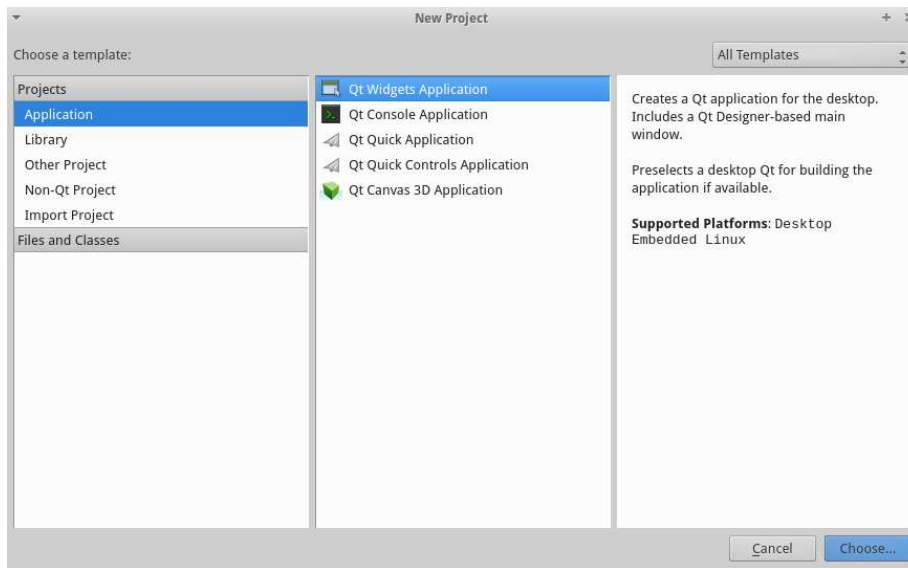 New Project
Choose a template:
All Templates
Projects
Application
Library
Other Project
Non-Qt Project
Import Project
Files and Classes
Qt Widgets Application
Qt Console Application
Qt Quick Application
Qt Quick Controls Application
Qt Canvas 3D Application
Creates a Qt application for the desktop.
Includes a Qt Designer-based main
window.
Preselects a desktop Qt for building the
application if available.
Supported Platforms: Desktop
Embedded Linux
Cancel
Choose...